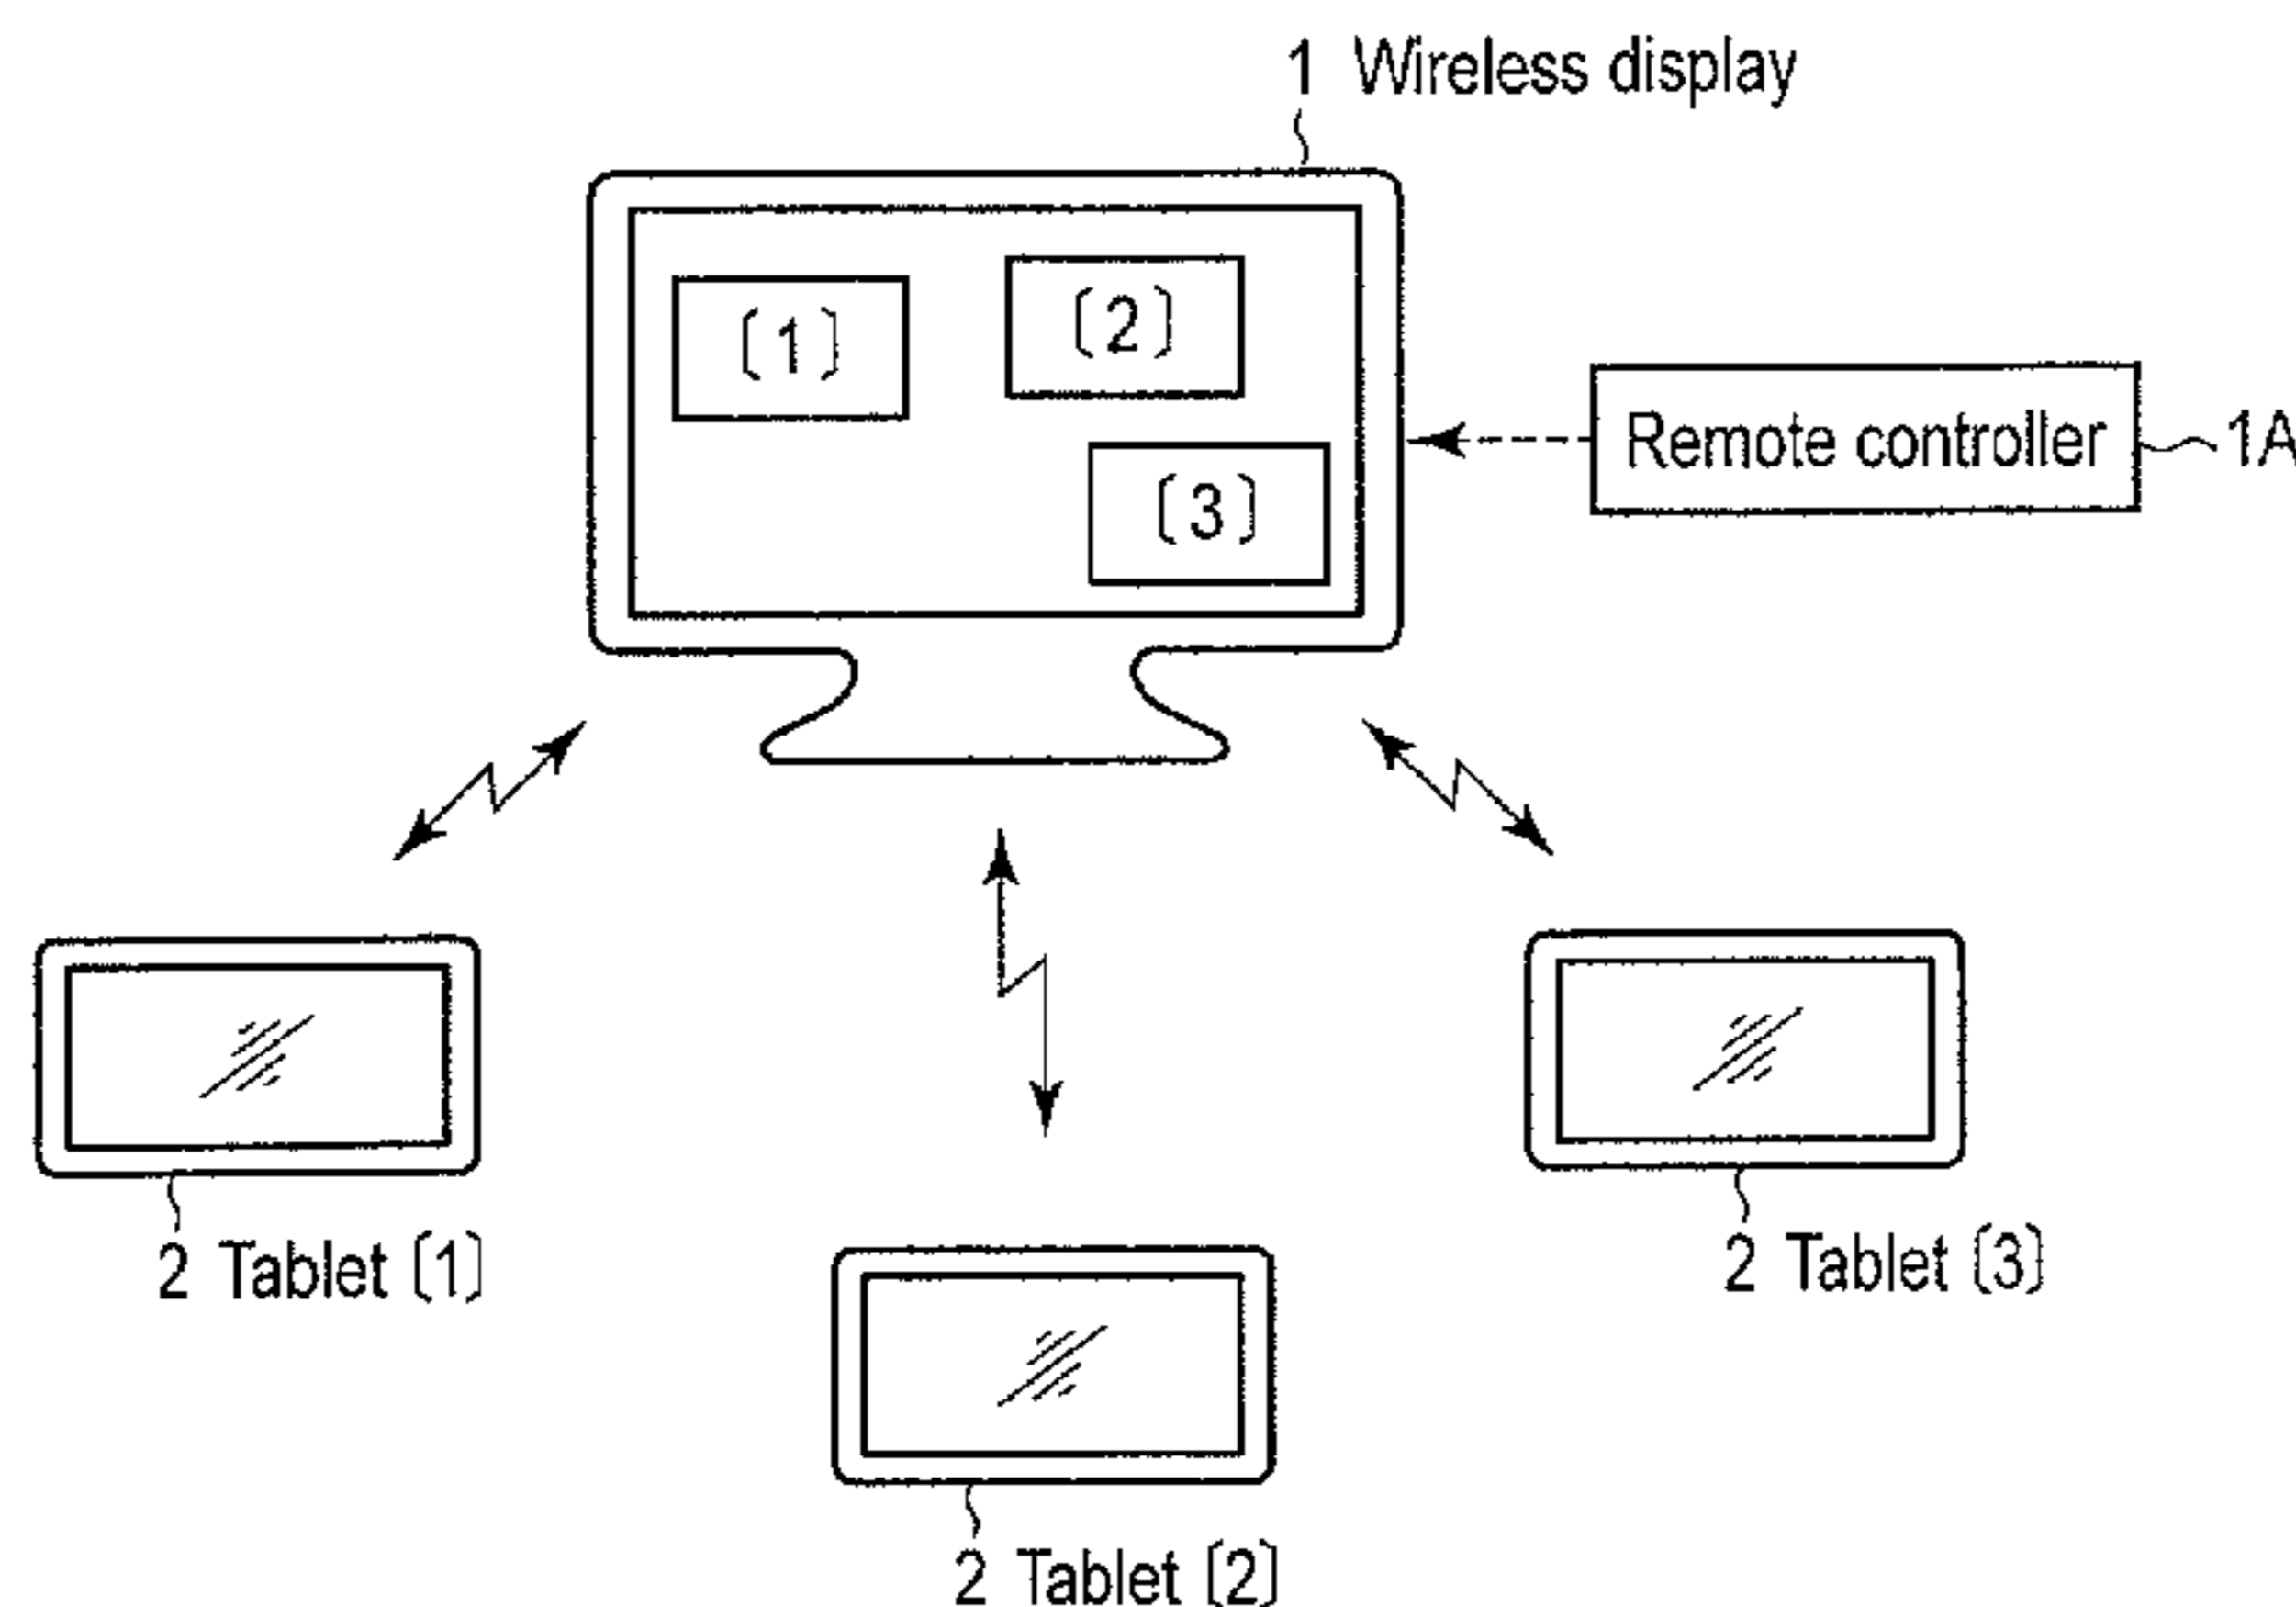 1 Wireless display
〔1〕
〔2〕
Remote controller
1A
〔3〕
2 Tablet〔1〕
2 Tablet〔3〕
2 Tablet〔2〕